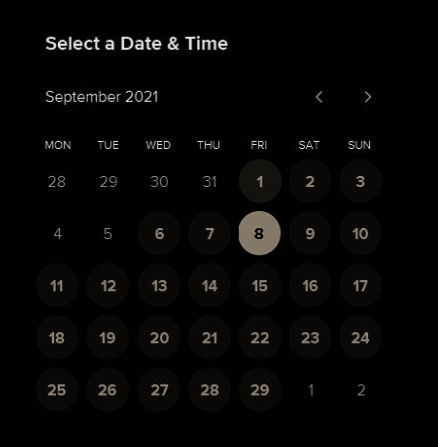 Select a Date & Time
September 2021
MON TUE WED THU FRI SAT SUN
28 29 30 31 1 2 3
4 5 6 7 8 9 10
11 12 13 14 15 16 17
18 19 20 21 22 23 24
25 26 27 28 29 1 2